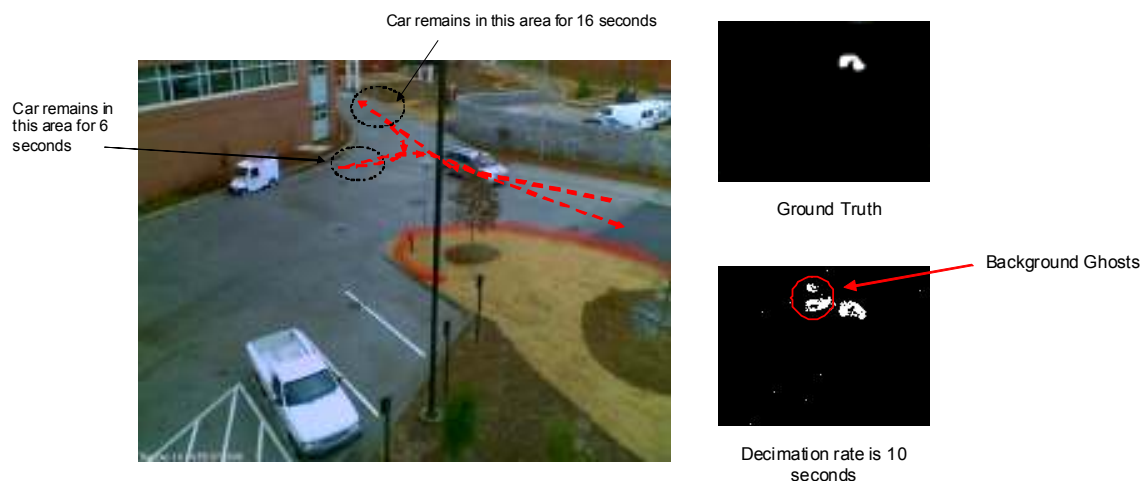 Car remains in this area for 16 seconds
Car remains in
this area for 6
seconds
Ground Truth
Background Ghosts
Decimation rate is 10
seconds